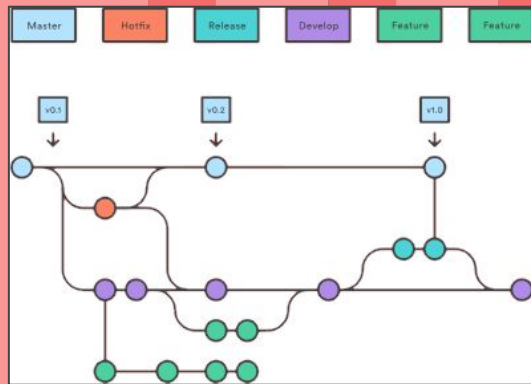 Master
Hotfix
Release
Develop
Feature
Feature
v0.1
v0.2
v1.0